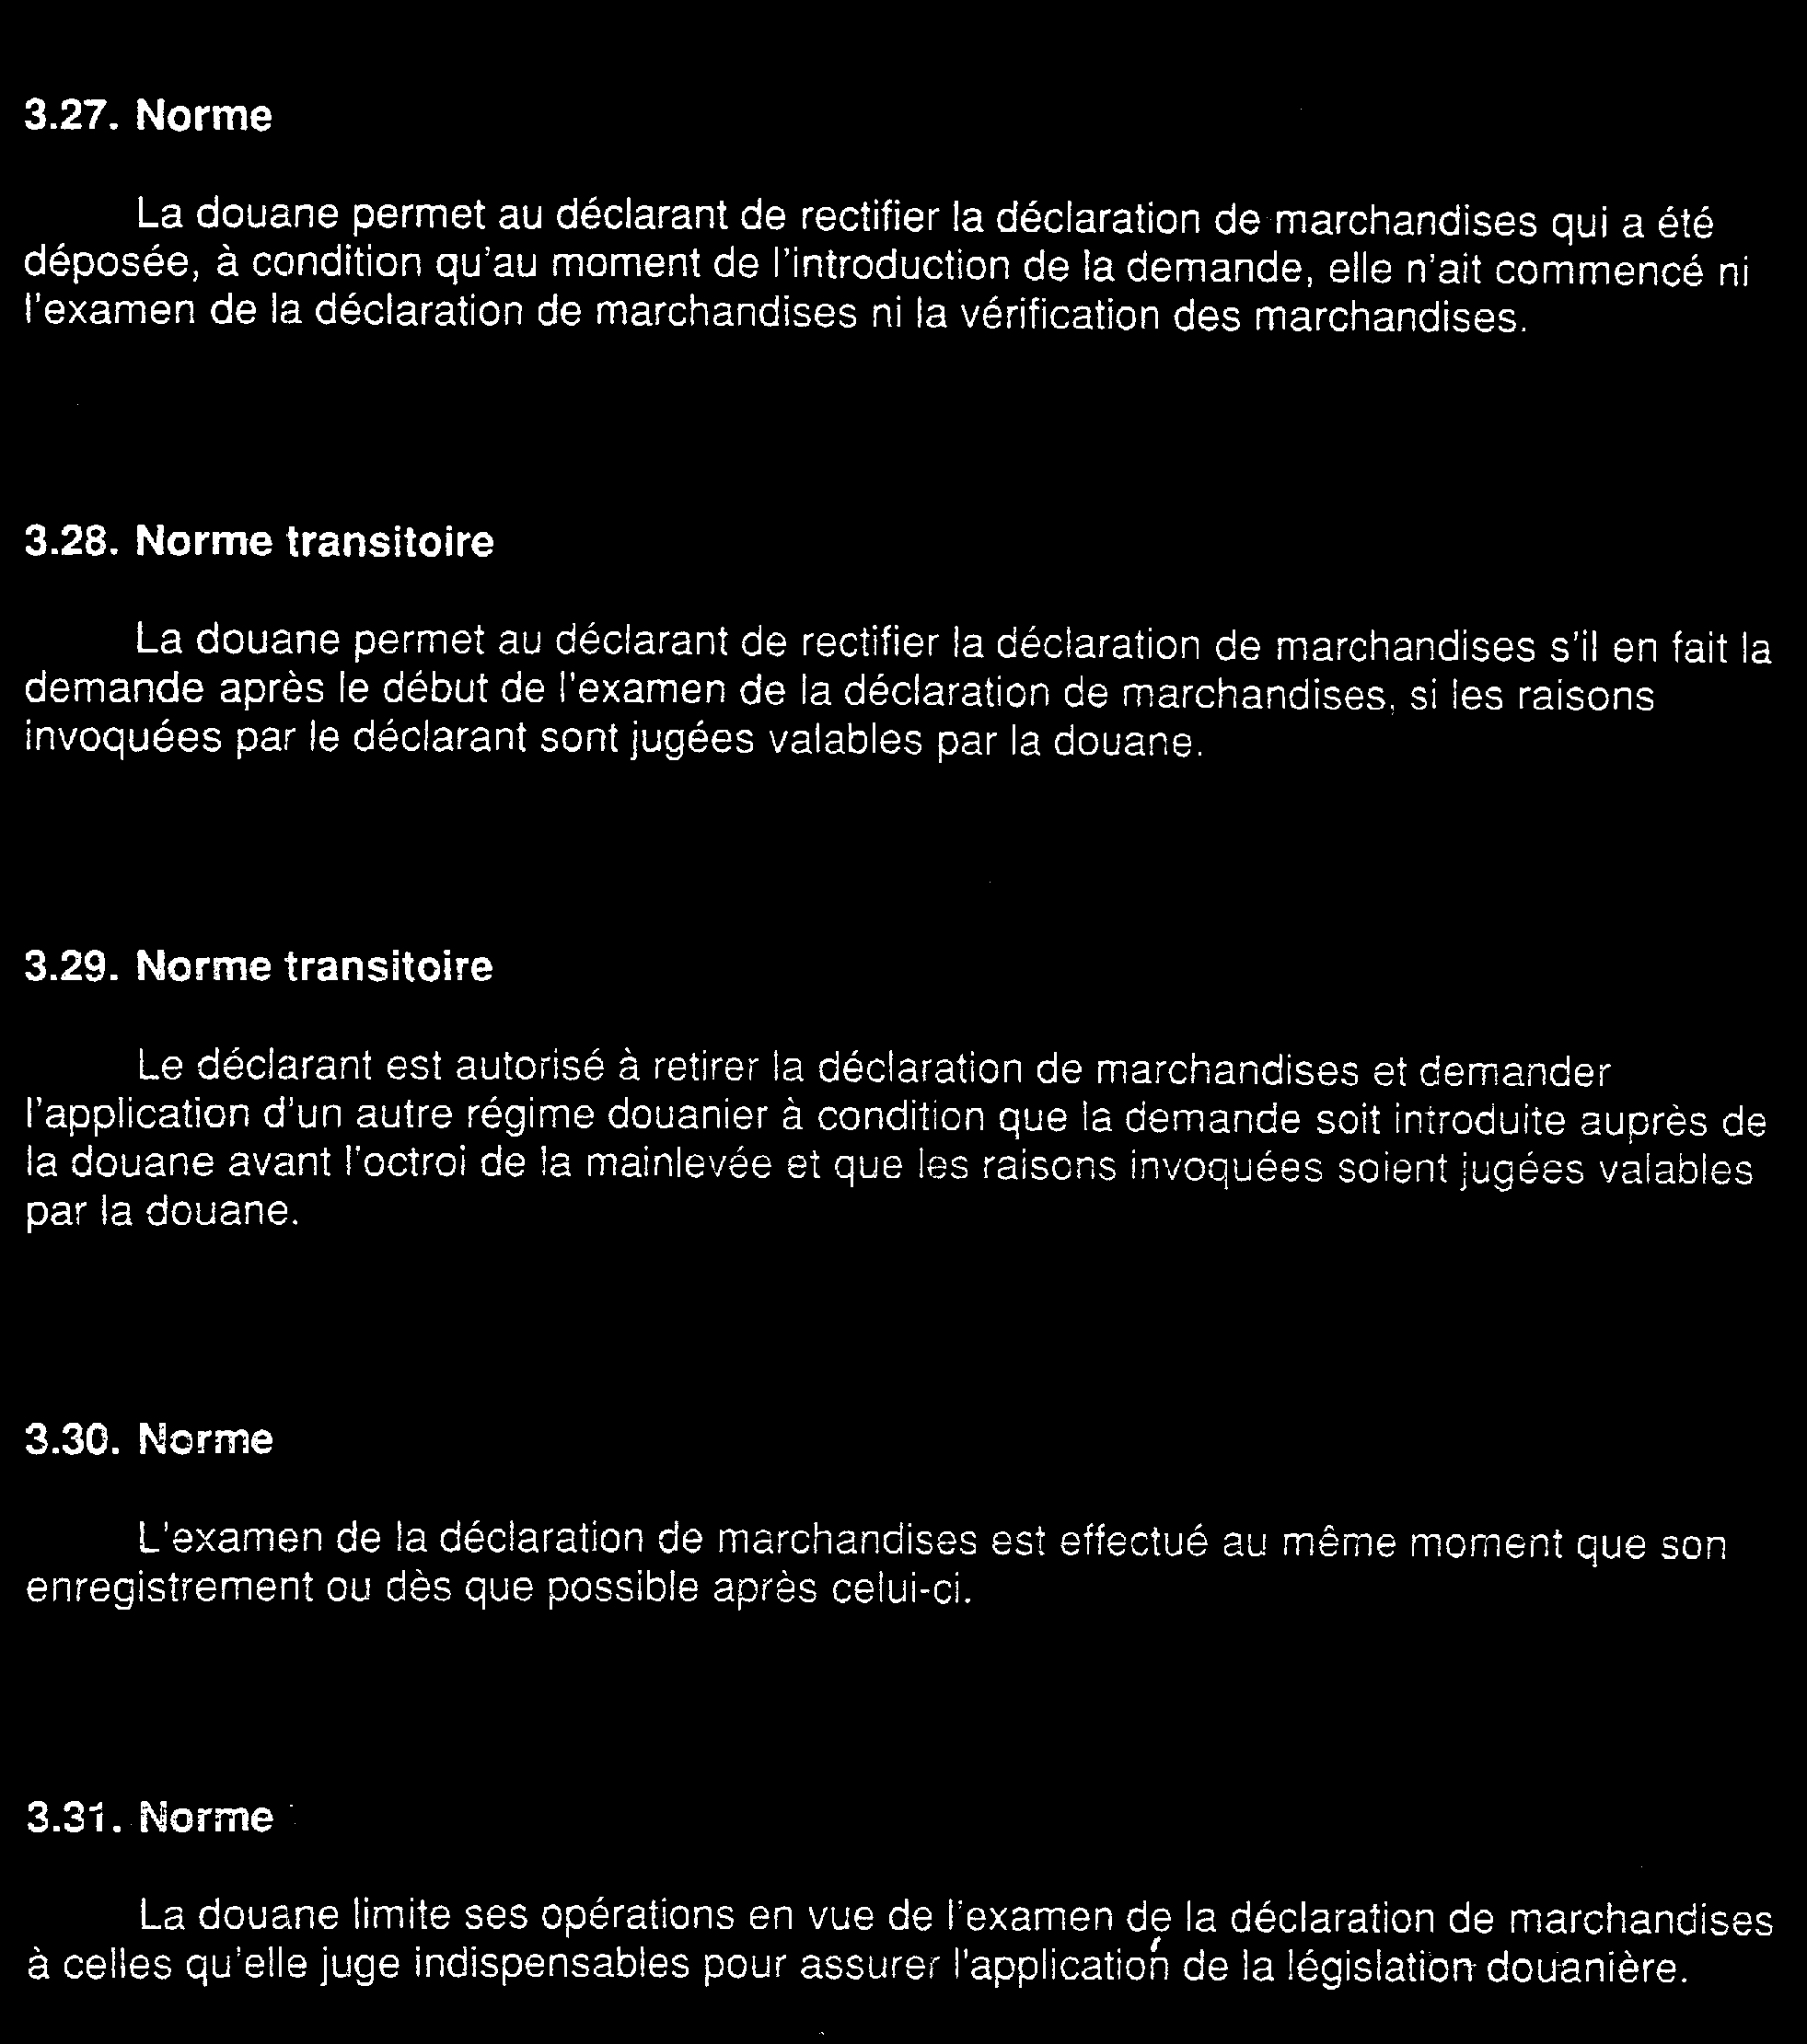 3.27. Norme
La douane permet au déclarant de rectifier la déclaration de marchandises qui a été
déposée, à condition qu'au moment de l'introduction de la demande, elle n'ait commencé ni
l'examen de la déclaration de marchandises ni la vérification des marchandises.
3.28. Norme transitoire
La douane permet au déclarant de rectifier la déclaration de marchandises s'il en fait la
demande après le début de l'examen de la déclaration de marchandises, si les raisons
invoquées par le déclarant sont jugées valables par la douane.
3.29. Norme transitoire
Le déclarant est autorisé à retirer la déclaration de marchandises et demander
l'application d'un autre régime douanier à condition que la demande soit introduite auprès de
la douane avant l'octroi de la mainlevée et que les raisons invoquées soient jugées valables
par la douane.
3.30. Norme
L'examen de la déclaration de marchandises est effectué au même moment que son
enregistrement ou dès que possible après celui-ci.
3.31. Norme
La douane limite ses opérations en vue de l'examen de la déclaration de marchandises
à celles qu'elle juge indispensables pour assurer l'application de la législation douanière.